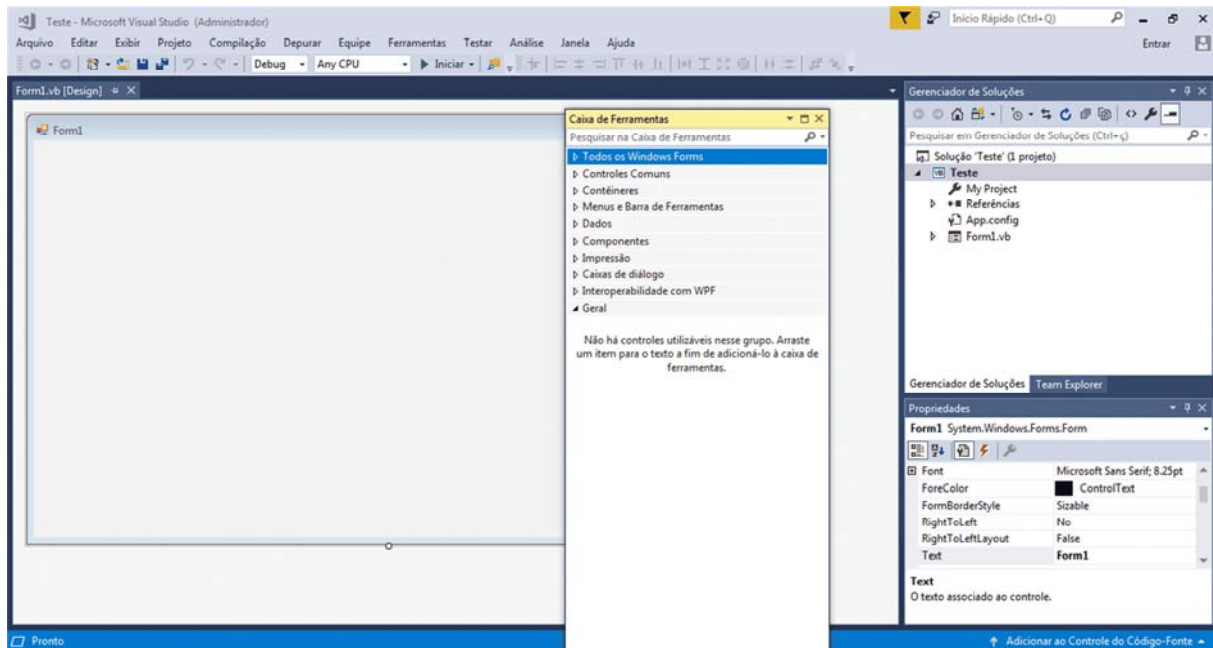 Teste - Microsoft Visual Studio (Administrador)
Início Rápido (Ctrl+Q)
Arquivo Editar Exibir Projeto Compilação Depurar Equipe Ferramentas Testar Análise Janela Ajuda
Entrar
Debug Any CPU Iniciar
Form1.vb [Design]
Form1
Caixa de Ferramentas
Pesquisar na Caixa de Ferramentas
Todos os Windows Forms
Controles Comuns
Contêineres
Menus e Barra de Ferramentas
Dados
Componentes
Impressão
Caixas de diálogo
Interoperabilidade com WPF
Geral
Não há controles utilizáveis nesse grupo. Arraste
um item para o texto a fim de adicioná-lo à caixa de
ferramentas.
Gerenciador de Soluções
Pesquisar em Gerenciador de Soluções (Ctrl+ç)
Solução 'Teste' (1 projeto)
VB Teste
My Project
Referências
App.config
Form1.vb
Gerenciador de Soluções Team Explorer
Propriedades
Form1 System.Windows.Forms.Form
Font Microsoft Sans Serif; 8.25pt
ForeColor ControlText
FormBorderStyle Sizable
RightToLeft No
RightToLeftLayout False
Text Form1
Text
O texto associado ao controle.
Pronto
Adicionar ao Controle do Código-Fonte